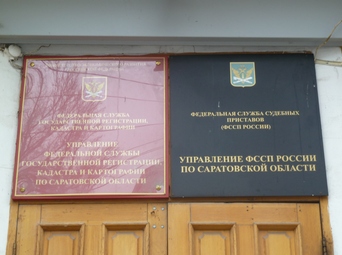 ФЕДЕРАЛЬНАЯ СЛУЖБА
ГОСУДАРСТВЕННОЙ РЕГИСТРАЦИИ,
КАДАСТРА И КАРТОГРАФИИ
УПРАВЛЕНИЕ
ФЕДЕРАЛЬНОЙ СЛУЖБЫ
ГОСУДАРСТВЕННОЙ РЕГИСТРАЦИИ,
КАДАСТРА И КАРТОГРАФИИ
ПО САРАТОВСКОЙ ОБЛАСТИ
ФЕДЕРАЛЬНАЯ СЛУЖБА СУДЕБНЫХ
ПРИСТАВОВ
(ФССП РОССИИ)
УПРАВЛЕНИЕ ФССП РОССИИ
ПО САРАТОВСКОЙ ОБЛАСТИ